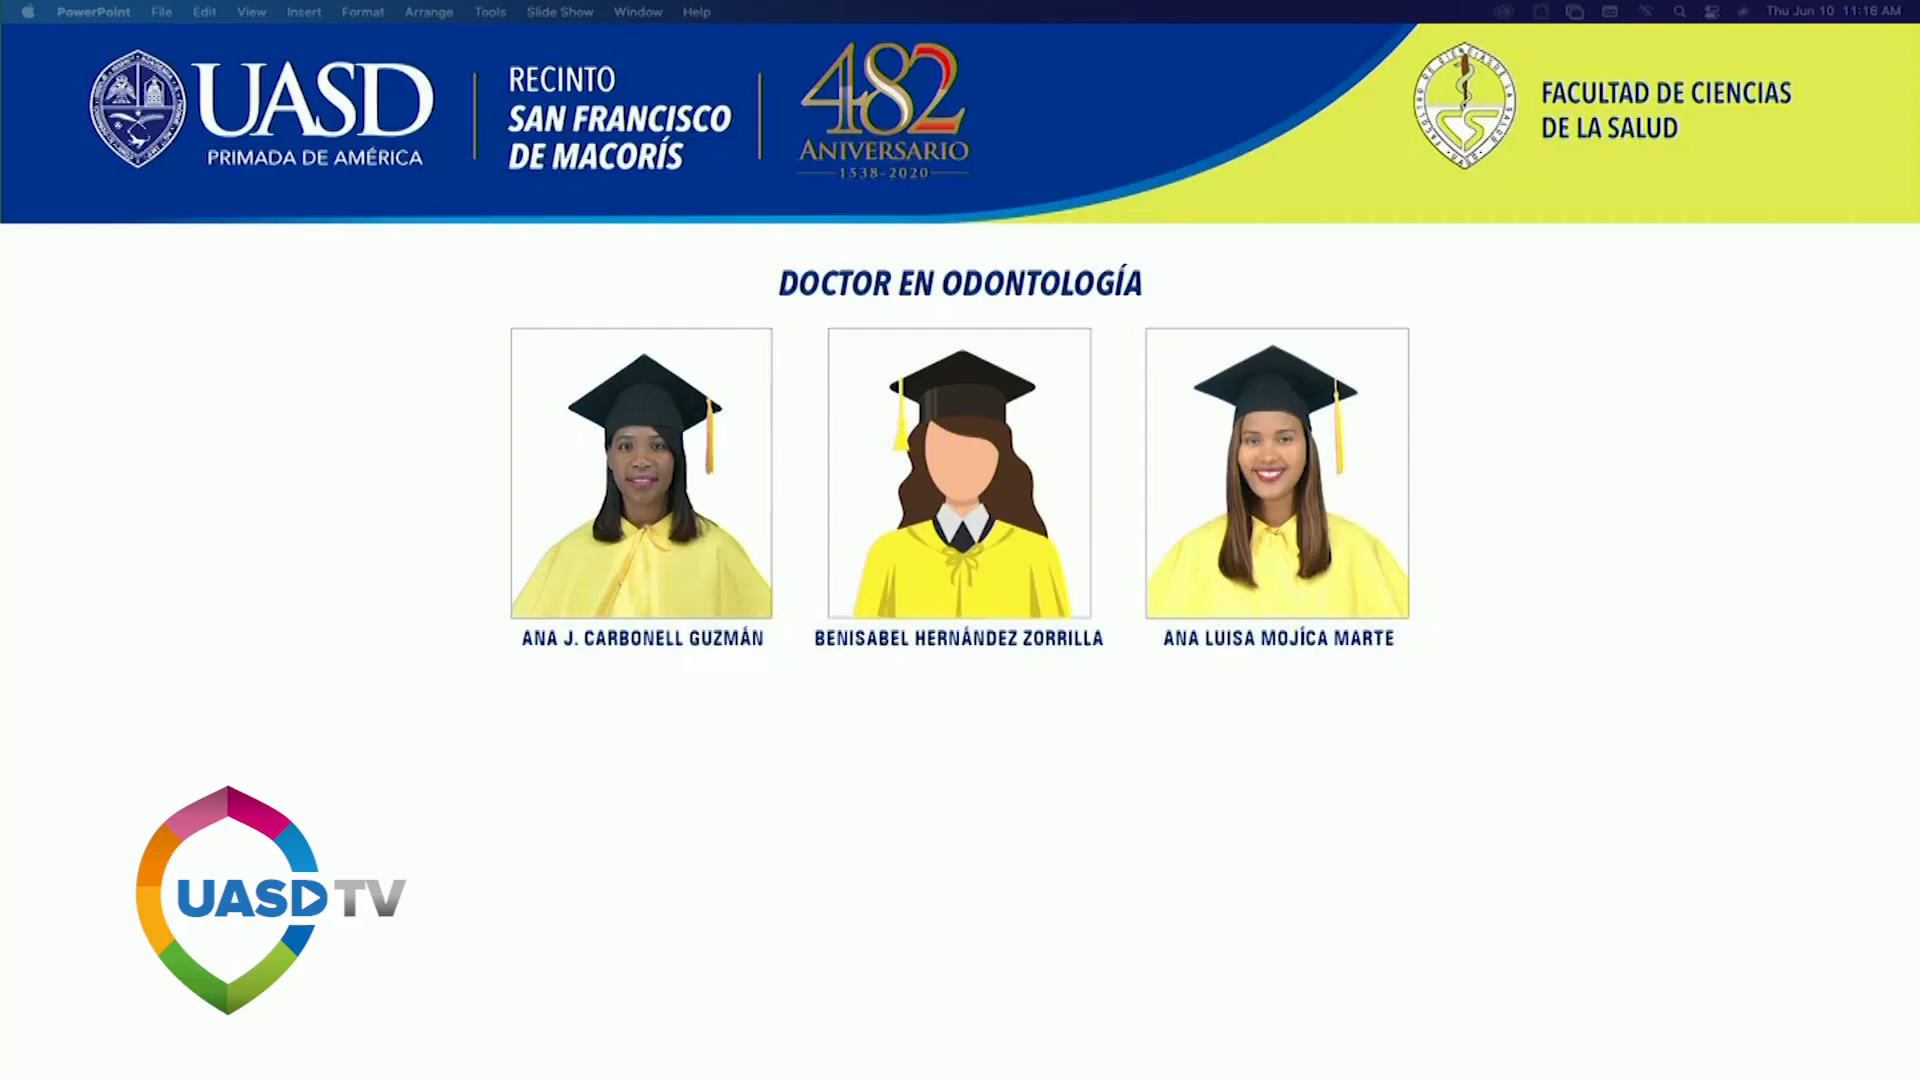 PowerPoint File Edit View Insert Format Arrange Tools Slide Show Window Help Thu Jun 10 11:16 AM
UASD
PRIMADA DE AMÉRICA
RECINTO
SAN FRANCISCO
DE MACORÍS
482
ANIVERSARIO
1538-2020
FACULTAD DE CIENCIAS
DE LA SALUD
DOCTOR EN ODONTOLOGÍA
ANA J. CARBONELL GUZMÁN
BENISABEL HERNÁNDEZ ZORRILLA
ANA LUISA MOJÍCA MARTE
UASD TV